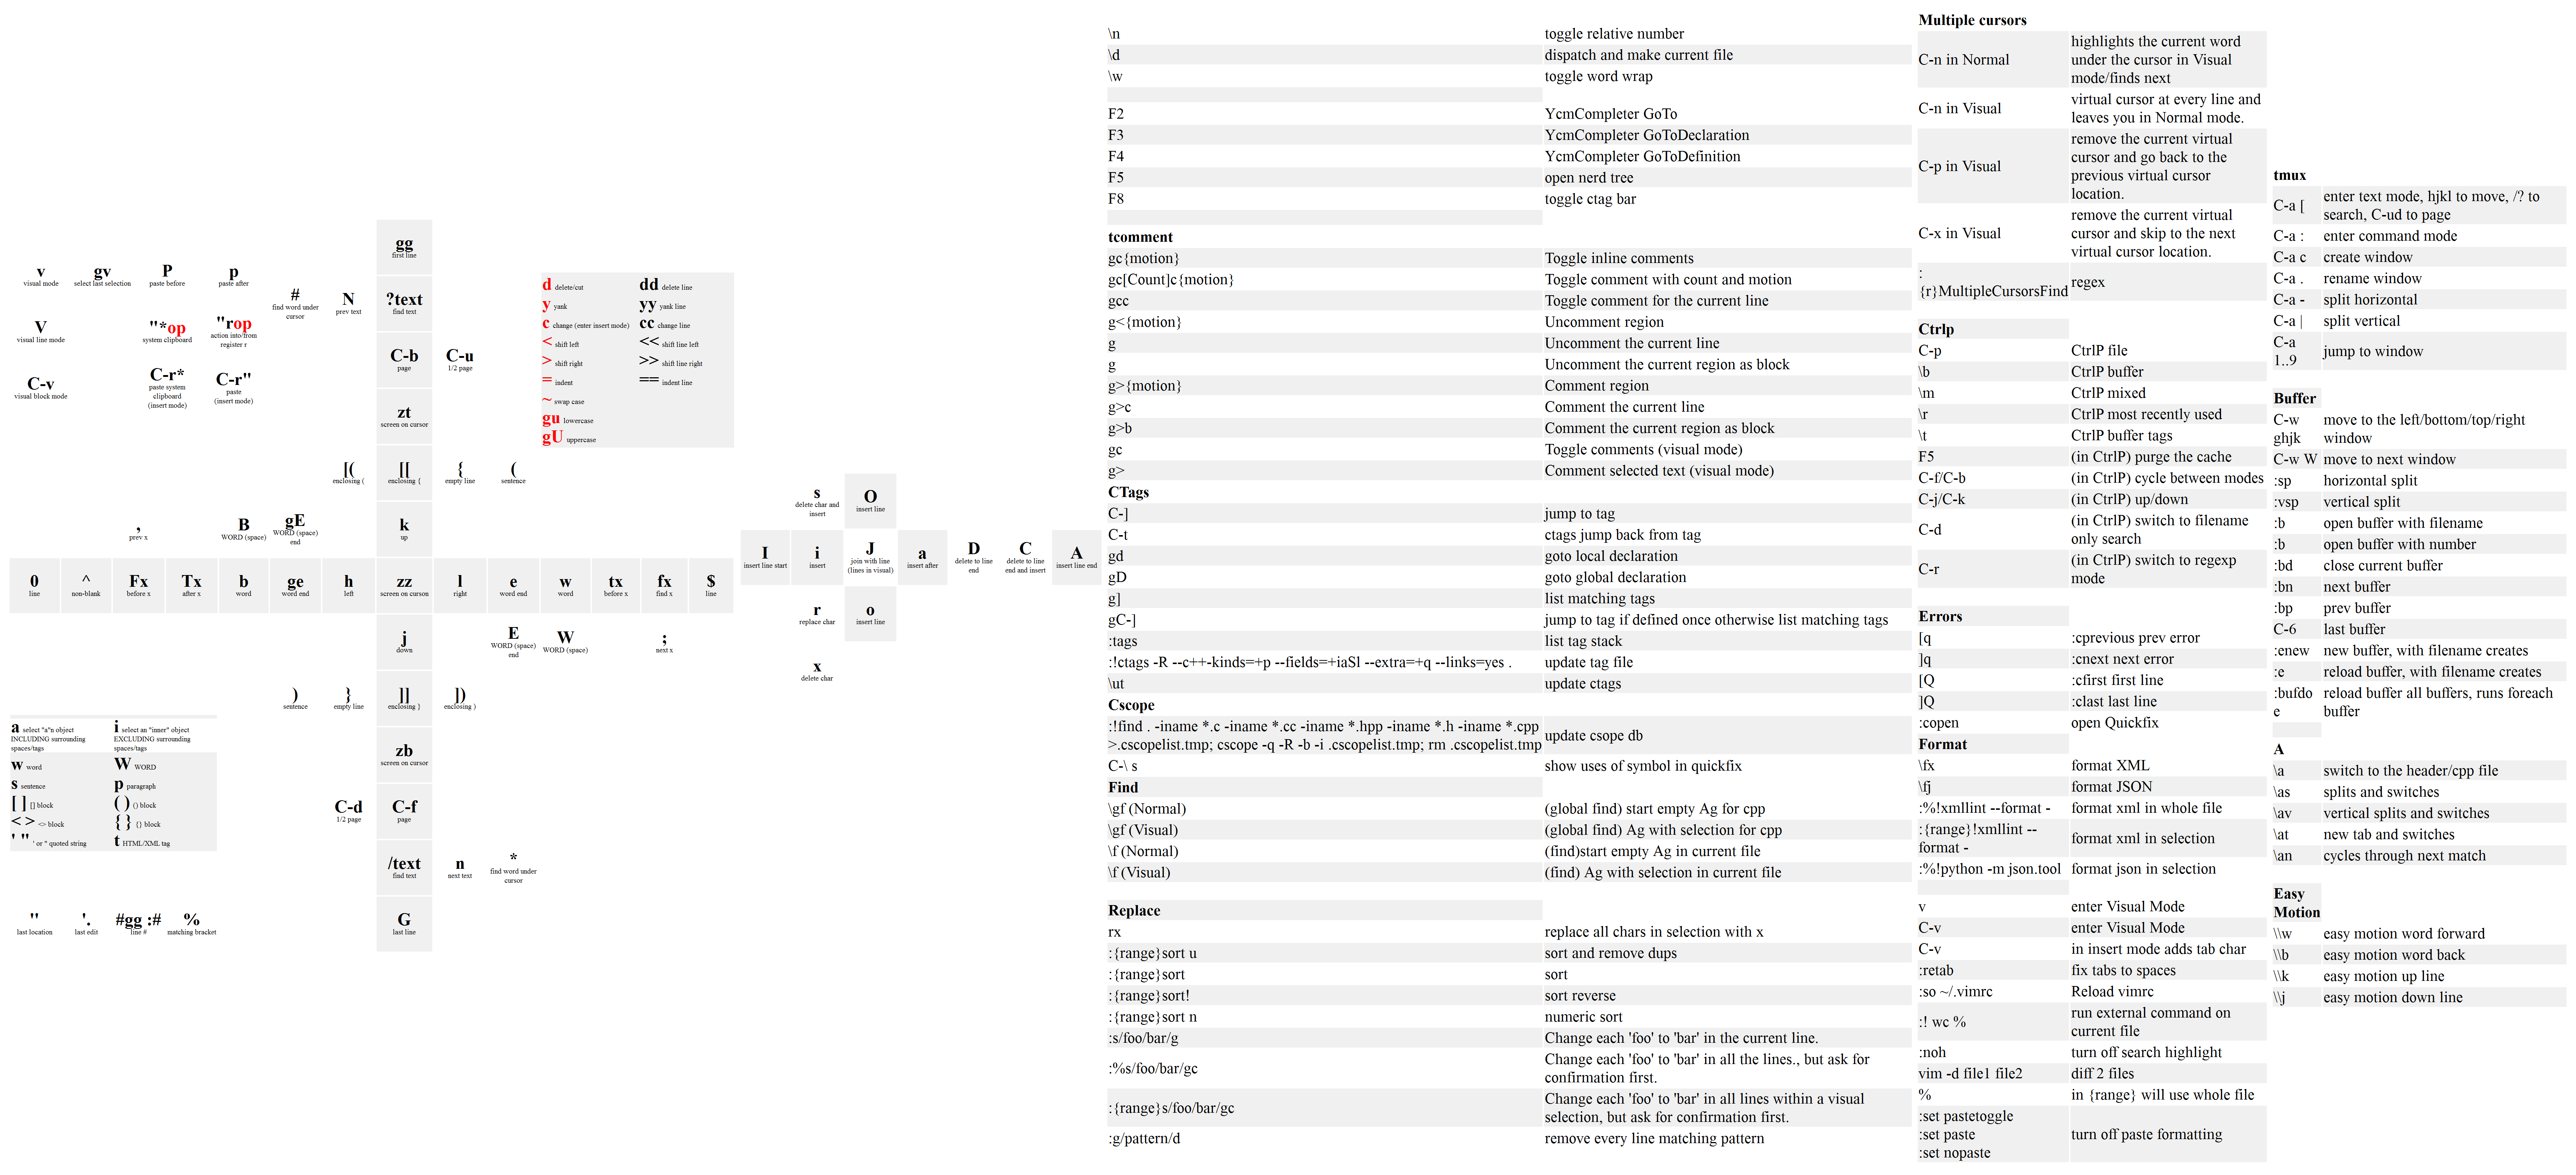 gg
first line
v
visual mode
gv
select last selection
P
paste before
p
paste after
#
find word under
cursor
N
prev text
?text
find text
V
visual line mode
"*op
system clipboard
"rop
action into/from
register r
C-b
page
C-u
1/2 page
C-v
visual block mode
C-r*
paste system
clipboard
(insert mode)
C-r"
paste
(insert mode)
zt
screen on cursor
d delete/cut
dd delete line
y yank
yy yank line
c change (enter insert mode)
cc change line
< shift left
<< shift line left
> shift right
>> shift line right
= indent
== indent line
~ swap case
gu lowercase
gU uppercase
[(
enclosing (
[[
enclosing {
{
empty line
(
sentence
,
prev x
B
WORD (space)
gE
WORD (space)
end
k
up
0
line
^
non-blank
Fx
before x
Tx
after x
b
word
ge
word end
h
left
zz
screen on cursor
l
right
e
word end
w
word
tx
before x
fx
find x
$
line
j
down
E
WORD (space)
end
W
WORD (space)
;
next x
)
sentence
}
empty line
]]
enclosing }
])
enclosing )
a select "a"n object
INCLUDING surrounding
spaces/tags
i select an "inner" object
EXCLUDING surrounding
spaces/tags
w word
W WORD
s sentence
p paragraph
[ ] [] block
( ) () block
< > <> block
{ } {} block
' " ' or " quoted string
t HTML/XML tag
zb
screen on cursor
C-d
1/2 page
C-f
page
/text
find text
n
next text
*
find word under
cursor
''
last location
'.
last edit
#gg :#
line #
%
matching bracket
G
last line
s
delete char and
insert
O
insert line
I
insert line start
i
insert
J
join with line
(lines in visual)
a
insert after
D
delete to line
end
C
delete to line
end and insert
A
insert line end
r
replace char
o
insert line
x
delete char
\n toggle relative number
\d dispatch and make current file
\w toggle word wrap
F2 YcmCompleter GoTo
F3 YcmCompleter GoToDeclaration
F4 YcmCompleter GoToDefinition
F5 open nerd tree
F8 toggle ctag bar
tcomment
gc{motion} Toggle inline comments
gc[Count]c{motion} Toggle comment with count and motion
gcc Toggle comment for the current line
g<{motion} Uncomment region
g Uncomment the current line
g Uncomment the current region as block
g>{motion} Comment region
g>c Comment the current line
g>b Comment the current region as block
gc Toggle comments (visual mode)
g> Comment selected text (visual mode)
CTags
C-] jump to tag
C-t ctags jump back from tag
gd goto local declaration
gD goto global declaration
g] list matching tags
gC-] jump to tag if defined once otherwise list matching tags
:tags list tag stack
:!ctags -R --c++-kinds=+p --fields=+iaSl --extra=+q --links=yes . update tag file
\ut update ctags
Cscope
:!find . -iname *.c -iname *.cc -iname *.hpp -iname *.h -iname *.cpp
>.cscopelist.tmp; cscope -q -R -b -i .cscopelist.tmp; rm .cscopelist.tmp
update csope db
C-\ s show uses of symbol in quickfix
Find
\gf (Normal) (global find) start empty Ag for cpp
\gf (Visual) (global find) Ag with selection for cpp
\f (Normal) (find)start empty Ag in current file
\f (Visual) (find) Ag with selection in current file
Replace
rx replace all chars in selection with x
:{range}sort u sort and remove dups
:{range}sort sort
:{range}sort! sort reverse
:{range}sort n numeric sort
:s/foo/bar/g Change each 'foo' to 'bar' in the current line.
:%s/foo/bar/gc Change each 'foo' to 'bar' in all the lines., but ask for
confirmation first.
:{range}s/foo/bar/gc Change each 'foo' to 'bar' in all lines within a visual
selection, but ask for confirmation first.
:g/pattern/d remove every line matching pattern
Multiple cursors
C-n in Normal
highlights the current word
under the cursor in Visual
mode/finds next
C-n in Visual
virtual cursor at every line and
leaves you in Normal mode.
C-p in Visual
remove the current virtual
cursor and go back to the
previous virtual cursor
location.
C-x in Visual
remove the current virtual
cursor and skip to the next
virtual cursor location.
:
{r}MultipleCursorsFind
regex
Ctrlp
C-p CtrlP file
\b CtrlP buffer
\m CtrlP mixed
\r CtrlP most recently used
\t CtrlP buffer tags
F5 (in CtrlP) purge the cache
C-f/C-b (in CtrlP) cycle between modes
C-j/C-k (in CtrlP) up/down
C-d (in CtrlP) switch to filename
only search
C-r (in CtrlP) switch to regexp
mode
Errors
[q :cprevious prev error
]q :cnext next error
[Q :cfirst first line
]Q :clast last line
:copen open Quickfix
Format
\fx format XML
\fj format JSON
:%!xmllint --format - format xml in whole file
:{range}!xmllint --
format -
format xml in selection
:%!python -m json.tool format json in selection
v enter Visual Mode
C-v enter Visual Mode
C-v in insert mode adds tab char
:retab fix tabs to spaces
:so ~/.vimrc Reload vimrc
:! wc % run external command on
current file
:noh turn off search highlight
vim -d file1 file2 diff 2 files
% in {range} will use whole file
:set pastetoggle
:set paste
:set nopaste
turn off paste formatting
tmux
C-a [ enter text mode, hjkl to move, /? to
search, C-ud to page
C-a : enter command mode
C-a c create window
C-a . rename window
C-a - split horizontal
C-a | split vertical
C-a
1..9
jump to window
Buffer
C-w
ghjk
move to the left/bottom/top/right
window
C-w W move to next window
:sp horizontal split
:vsp vertical split
:b open buffer with filename
:b open buffer with number
:bd close current buffer
:bn next buffer
:bp prev buffer
C-6 last buffer
:enew new buffer, with filename creates
:e reload buffer, with filename creates
:bufdo
e
reload buffer all buffers, runs foreach
buffer
A
\a switch to the header/cpp file
\as splits and switches
\av vertical splits and switches
\at new tab and switches
\an cycles through next match
Easy
Motion
\\w easy motion word forward
\\b easy motion word back
\\k easy motion up line
\\j easy motion down line